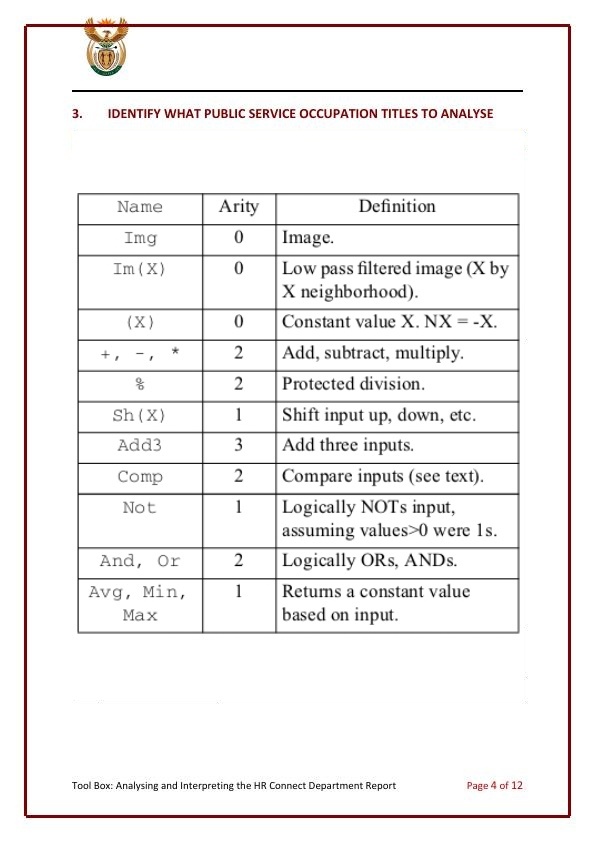 3. IDENTIFY WHAT PUBLIC SERVICE OCCUPATION TITLES TO ANALYSE
Name Arity Definition
Img 0 Image.
Im(X) 0 Low pass filtered image (X by
X neighborhood).
(X) 0 Constant value X. NX = -X.
+, -, * 2 Add, subtract, multiply.
% 2 Protected division.
Sh(X) 1 Shift input up, down, etc.
Add3 3 Add three inputs.
Comp 2 Compare inputs (see text).
Not 1 Logically NOTs input,
assuming values>0 were 1s.
And, Or 2 Logically ORs, ANDs.
Avg, Min, 1 Returns a constant value
Max based on input.
Tool Box: Analysing and Interpreting the HR Connect Department Report Page 4 of 12